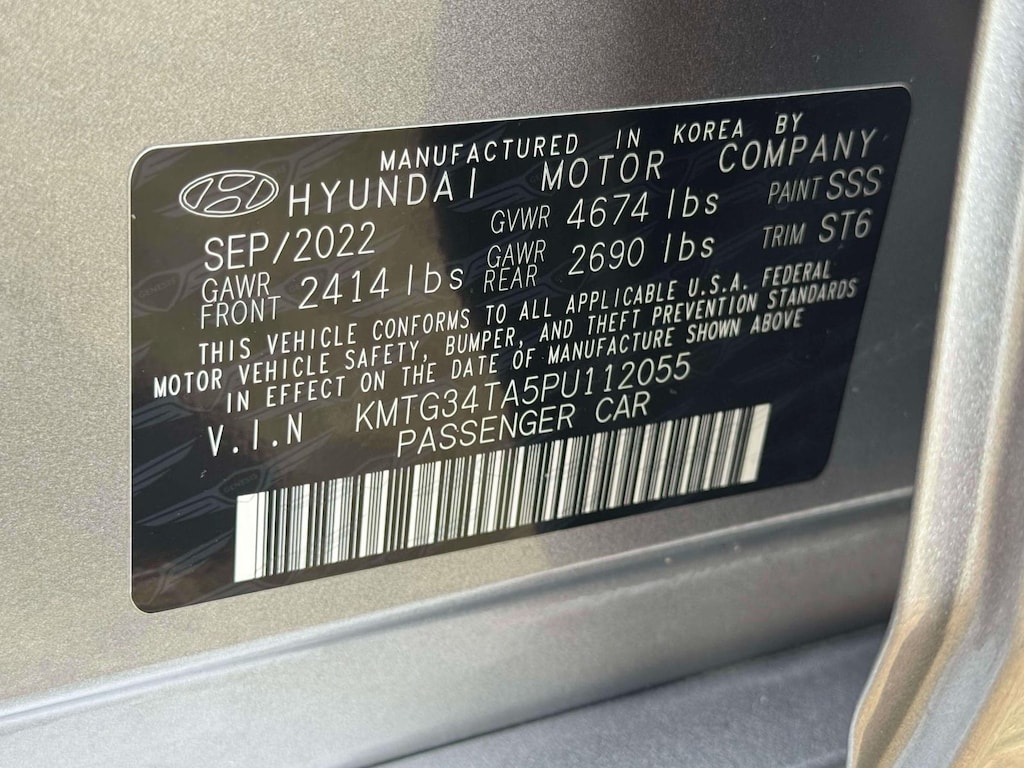 MANUFACTURED IN KOREA BY
HYUNDAI MOTOR COMPANY
SEP/2022 GVWR 4674 lbs PAINT SSS
GAWR FRONT 2414 lbs GAWR REAR 2690 lbs TRIM ST6
THIS VEHICLE CONFORMS TO ALL APPLICABLE U.S.A. FEDERAL
MOTOR VEHICLE SAFETY, BUMPER, AND THEFT PREVENTION STANDARDS
IN EFFECT ON THE DATE OF MANUFACTURE SHOWN ABOVE
V.I.N KMTG34TA5PU112055
PASSENGER CAR